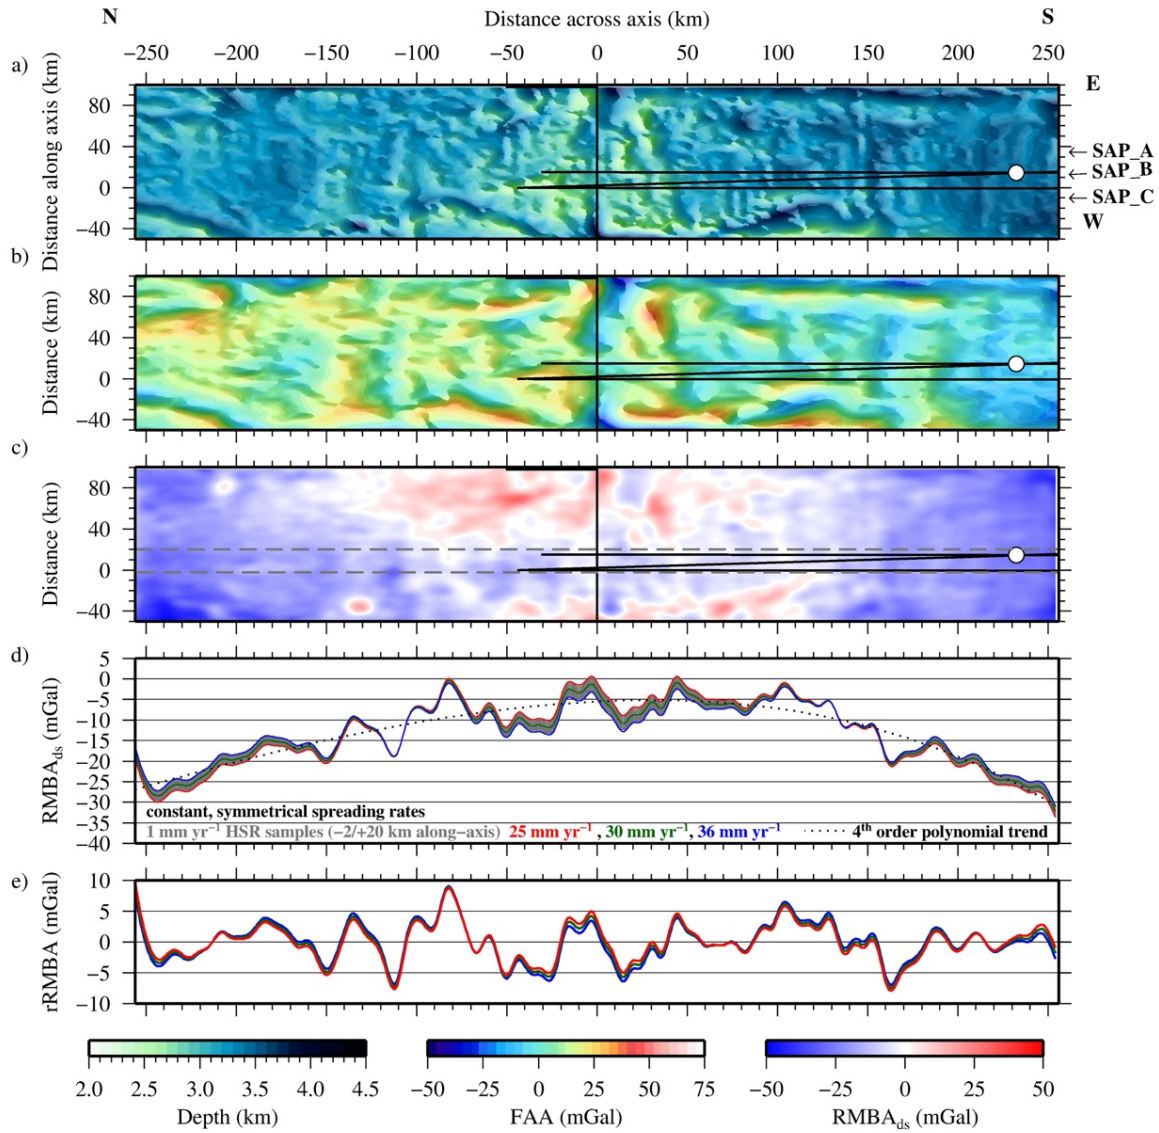 N
Distance across axis (km)
S
−250 −200 −150 −100 −50 0 50 100 150 200 250
a)
Distance along axis (km)
80
40
0
−40
E
← SAP_A
← SAP_B
← SAP_C
W
b)
Distance (km)
80
40
0
−40
c)
Distance (km)
80
40
0
−40
d)
RMBAds (mGal)
5
0
−5
−10
−15
−20
−25
−30
−35
−40
constant, symmetrical spreading rates
1 mm yr−1 HSR samples (−2/+20 km along−axis) 25 mm yr−1 , 30 mm yr−1, 36 mm yr−1 4th order polynomial trend
e)
rRMBA (mGal)
10
5
0
−5
−10
2.0 2.5 3.0 3.5 4.0 4.5
Depth (km)
−50 −25 0 25 50 75
FAA (mGal)
−50 −25 0 25 50
RMBAds (mGal)